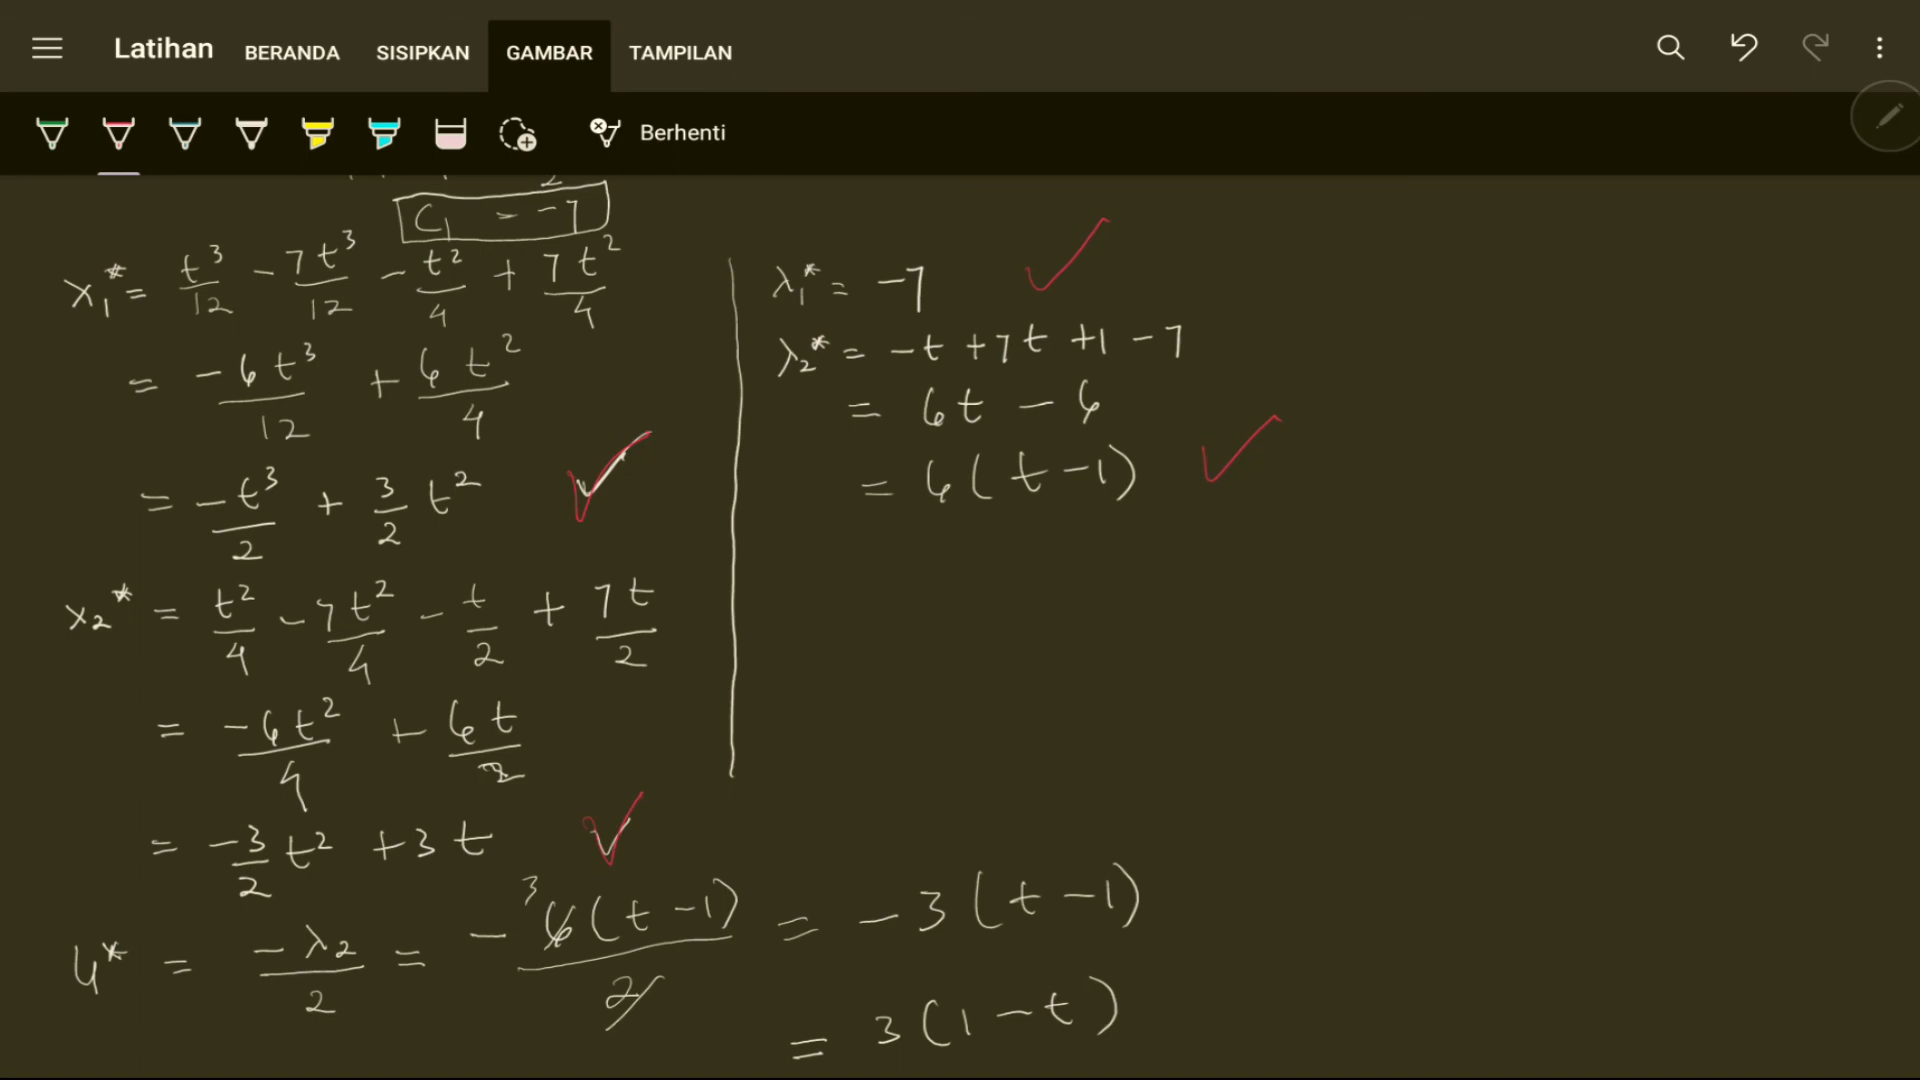 Latihan BERANDA SISIPKAN GAMBAR TAMPILAN
Berhenti
C₁ = -7
x₁* = t³/12 - 7t³/12 - t²/4 + 7t²/4
= -6t³/12 + 6t²/4
= -t³/2 + 3/2 t²
x₂* = t²/4 - 7t²/4 - t/2 + 7t/2
= -6t²/4 + 6t/2
= -3/2 t² + 3t
λ₁* = -7
λ₂* = -t + 7t + 1 - 7
= 6t - 6
= 6(t - 1)
u* = -λ₂/2 = - ³6(t - 1)/2 = -3(t - 1)
= 3(1 - t)